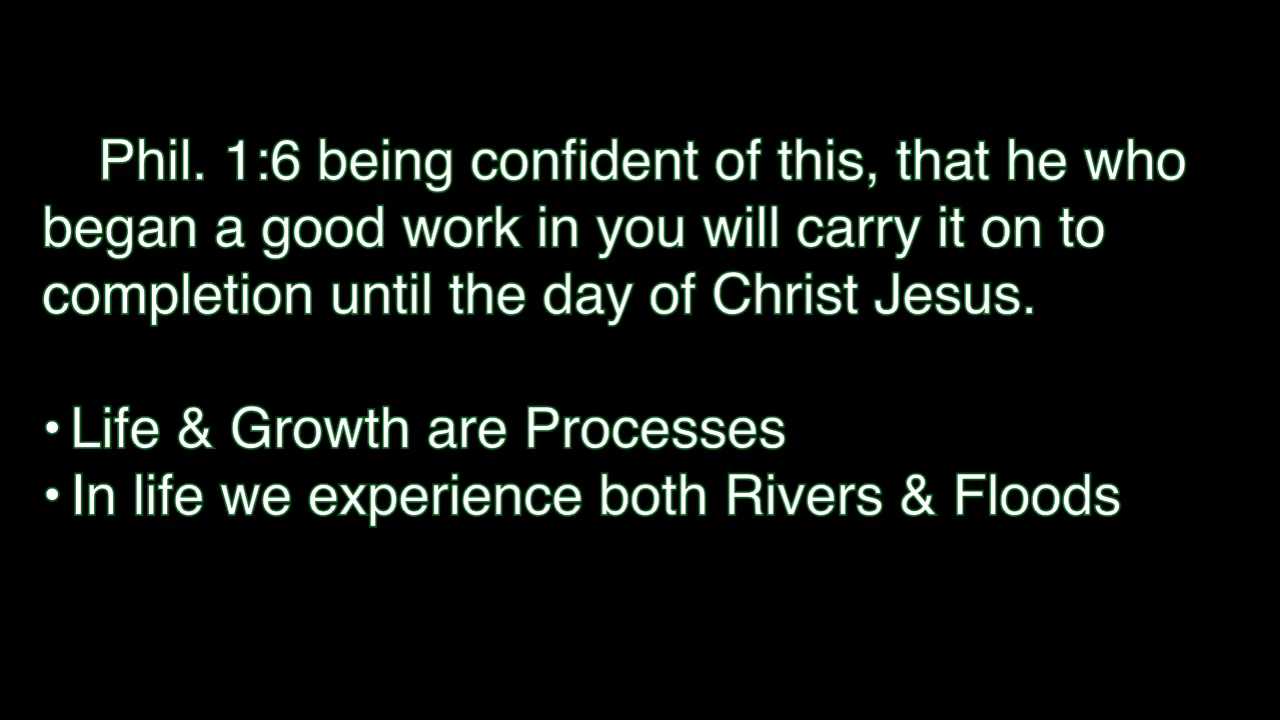 Phil. 1:6 being confident of this, that he who
began a good work in you will carry it on to
completion until the day of Christ Jesus.
• Life & Growth are Processes
• In life we experience both Rivers & Floods